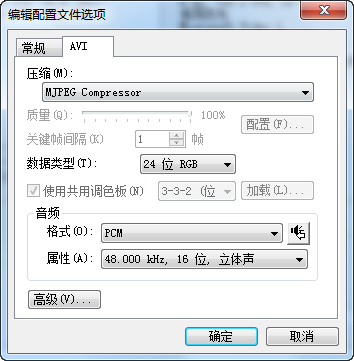 编辑配置文件选项
常规 AVI
压缩(M):
MJPEG Compressor
质量(Q): 100%
配置(F)...
关键帧间隔(K) 1 帧
数据类型(T): 24 位 RGB
使用共用调色板(N) 3-3-2 (位 加载(L)...
音频
格式(O): PCM
属性(A): 48.000 kHz, 16 位, 立体声
高级(V)...
确定 取消